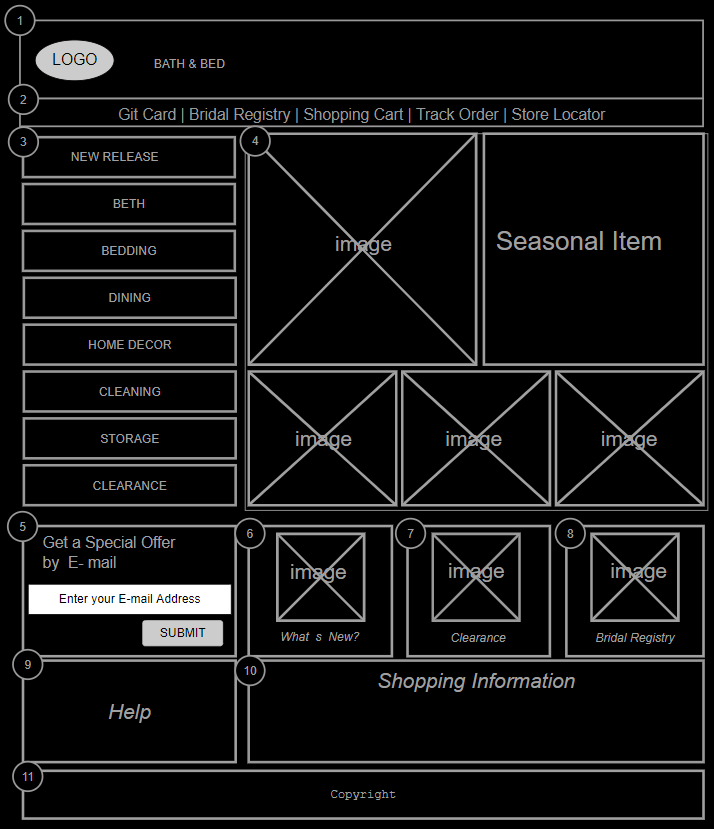 1
LOGO
BATH & BED
2
Git Card | Bridal Registry | Shopping Cart | Track Order | Store Locator
3
NEW RELEASE
BETH
BEDDING
DINING
HOME DECOR
CLEANING
STORAGE
CLEARANCE
4
image
Seasonal Item
image
image
image
5
Get a Special Offer
by E- mail
Enter your E-mail Address
SUBMIT
6
image
What s New?
7
image
Clearance
8
image
Bridal Registry
9
Help
10
Shopping Information
11
Copyright